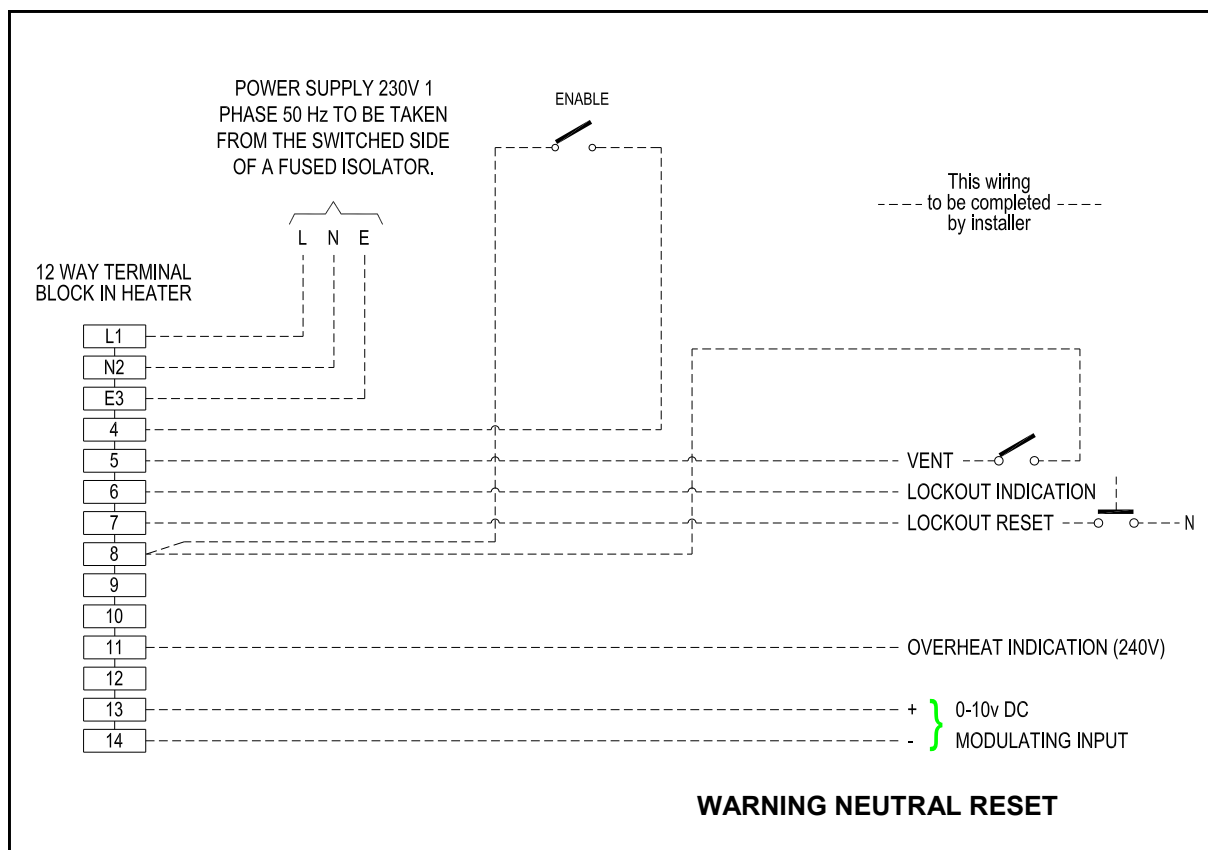 POWER SUPPLY 230V 1
PHASE 50 Hz TO BE TAKEN
FROM THE SWITCHED SIDE
OF A FUSED ISOLATOR.
ENABLE
This wiring
to be completed
by installer
L N E
12 WAY TERMINAL
BLOCK IN HEATER
L1
N2
E3
4
5
VENT
6
LOCKOUT INDICATION
7
LOCKOUT RESET
N
8
9
10
11
OVERHEAT INDICATION (240V)
12
13
+ } 0-10v DC
14
- MODULATING INPUT
WARNING NEUTRAL RESET